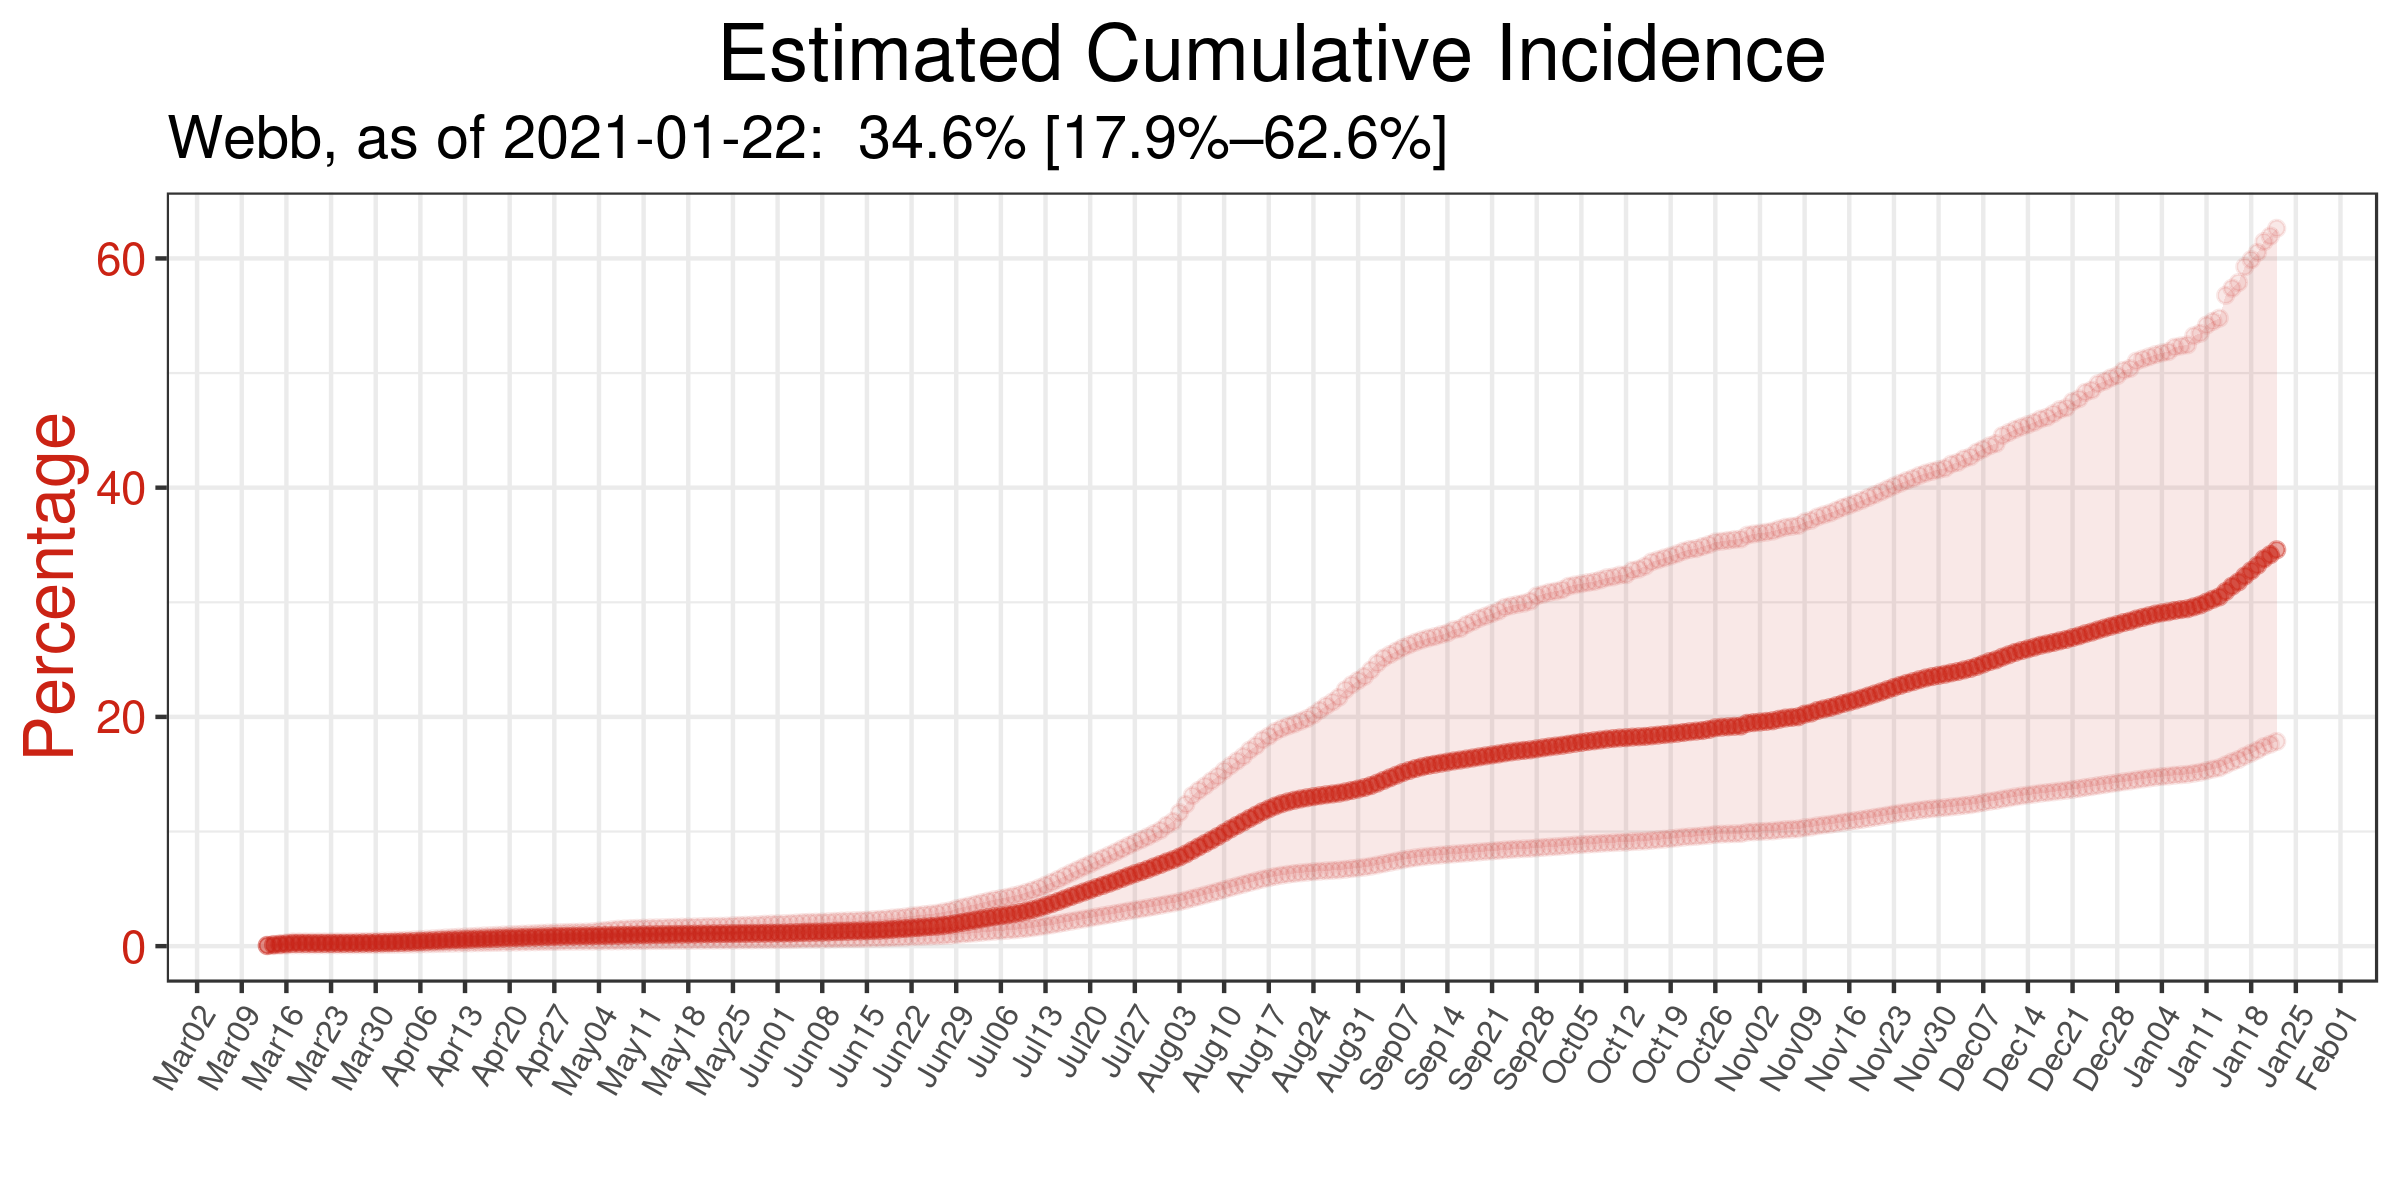 Estimated Cumulative Incidence
Webb, as of 2021-01-22:  34.6% [17.9%–62.6%]
Percentage
60
40
20
0
Mar02
Mar09
Mar16
Mar23
Mar30
Apr06
Apr13
Apr20
Apr27
May04
May11
May18
May25
Jun01
Jun08
Jun15
Jun22
Jun29
Jul06
Jul13
Jul20
Jul27
Aug03
Aug10
Aug17
Aug24
Aug31
Sep07
Sep14
Sep21
Sep28
Oct05
Oct12
Oct19
Oct26
Nov02
Nov09
Nov16
Nov23
Nov30
Dec07
Dec14
Dec21
Dec28
Jan04
Jan11
Jan18
Jan25
Feb01